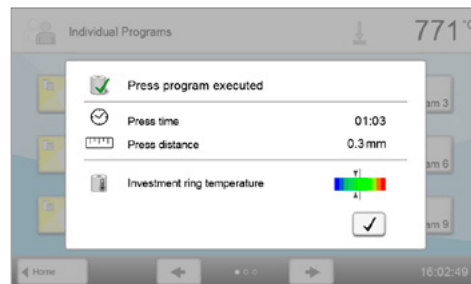 Individual Programs
771°
Press program executed
Press time 01:03
Press distance 0.3 mm
Investment ring temperature
am 3
am 6
am 9
Home
16:02:49